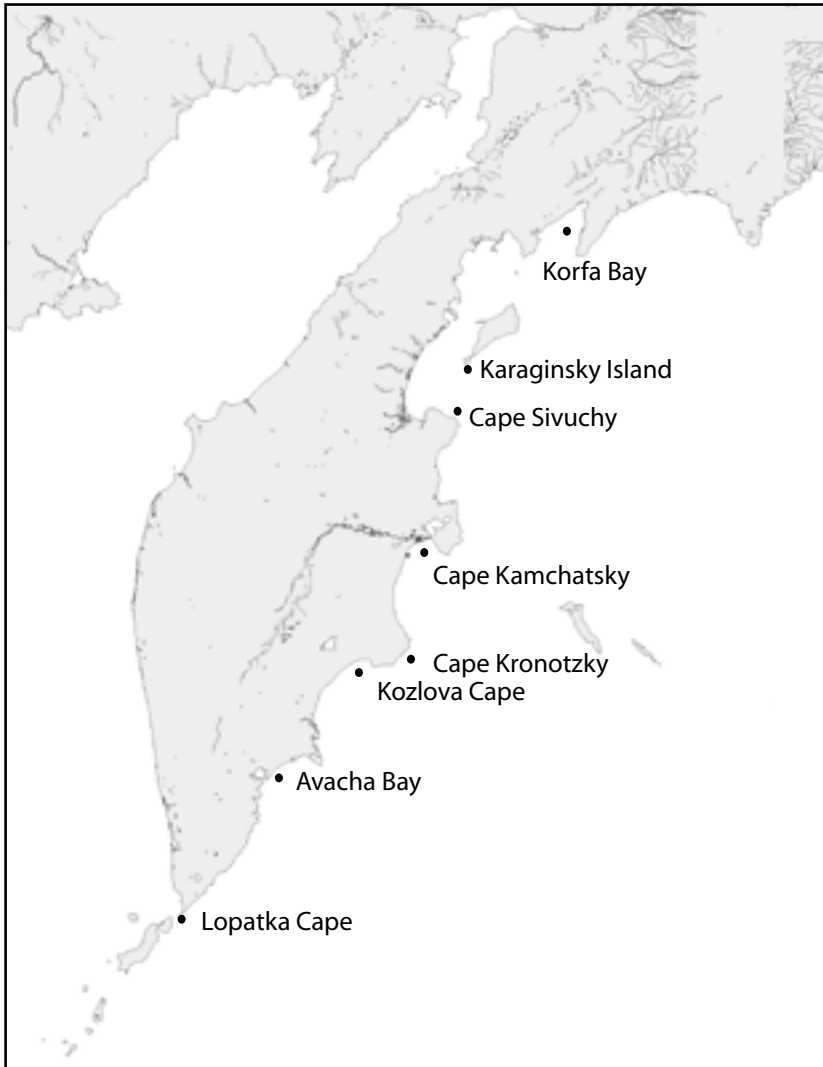 Korfa Bay
Karaginsky Island
Cape Sivuchy
Cape Kamchatsky
Cape Kronotzky
Kozlova Cape
Avacha Bay
Lopatka Cape